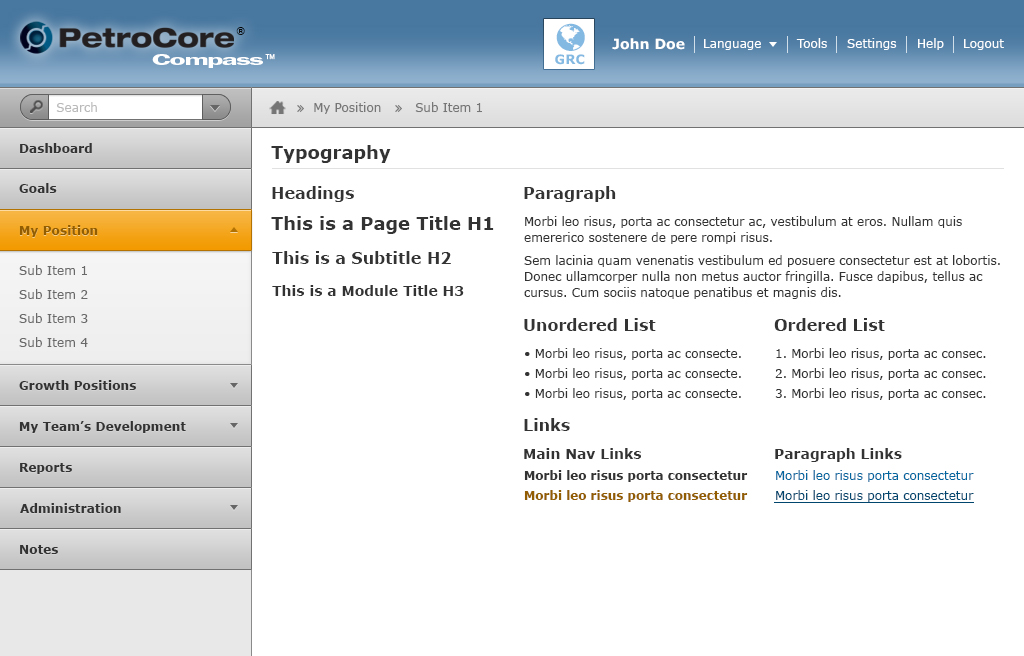 PetroCore®
Compass™
GRC
John Doe
Language
Tools
Settings
Help
Logout
Search
My Position » Sub Item 1
Dashboard
Goals
My Position
Sub Item 1
Sub Item 2
Sub Item 3
Sub Item 4
Growth Positions
My Team’s Development
Reports
Administration
Notes
Typography
Headings
This is a Page Title H1
This is a Subtitle H2
This is a Module Title H3
Paragraph
Morbi leo risus, porta ac consectetur ac, vestibulum at eros. Nullam quis
emererico sostenere de pere rompi risus.
Sem lacinia quam venenatis vestibulum ed posuere consectetur est at lobortis.
Donec ullamcorper nulla non metus auctor fringilla. Fusce dapibus, tellus ac
cursus. Cum sociis natoque penatibus et magnis dis.
Unordered List
• Morbi leo risus, porta ac consecte.
• Morbi leo risus, porta ac consecte.
• Morbi leo risus, porta ac consecte.
Ordered List
1. Morbi leo risus, porta ac consec.
2. Morbi leo risus, porta ac consec.
3. Morbi leo risus, porta ac consec.
Links
Main Nav Links
Morbi leo risus porta consectetur
Morbi leo risus porta consectetur
Paragraph Links
Morbi leo risus porta consectetur
Morbi leo risus porta consectetur